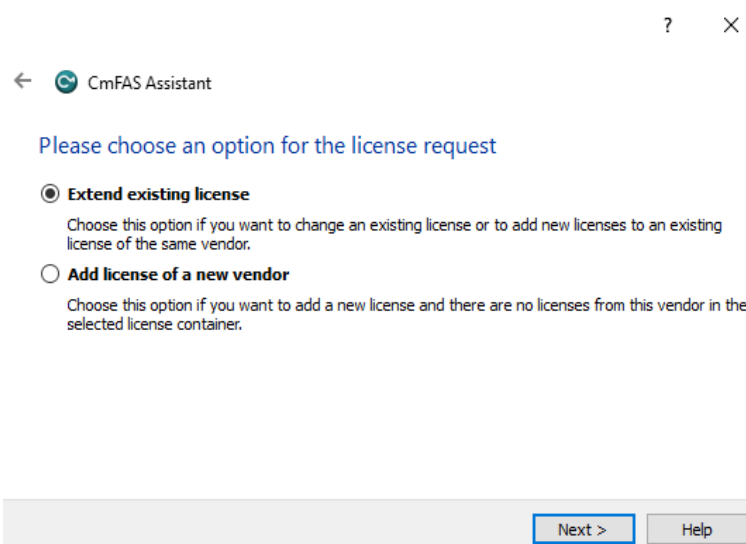 ?
CmFAS Assistant
Please choose an option for the license request
Extend existing license
Choose this option if you want to change an existing license or to add new licenses to an existing
license of the same vendor.
Add license of a new vendor
Choose this option if you want to add a new license and there are no licenses from this vendor in the
selected license container.
Next >
Help